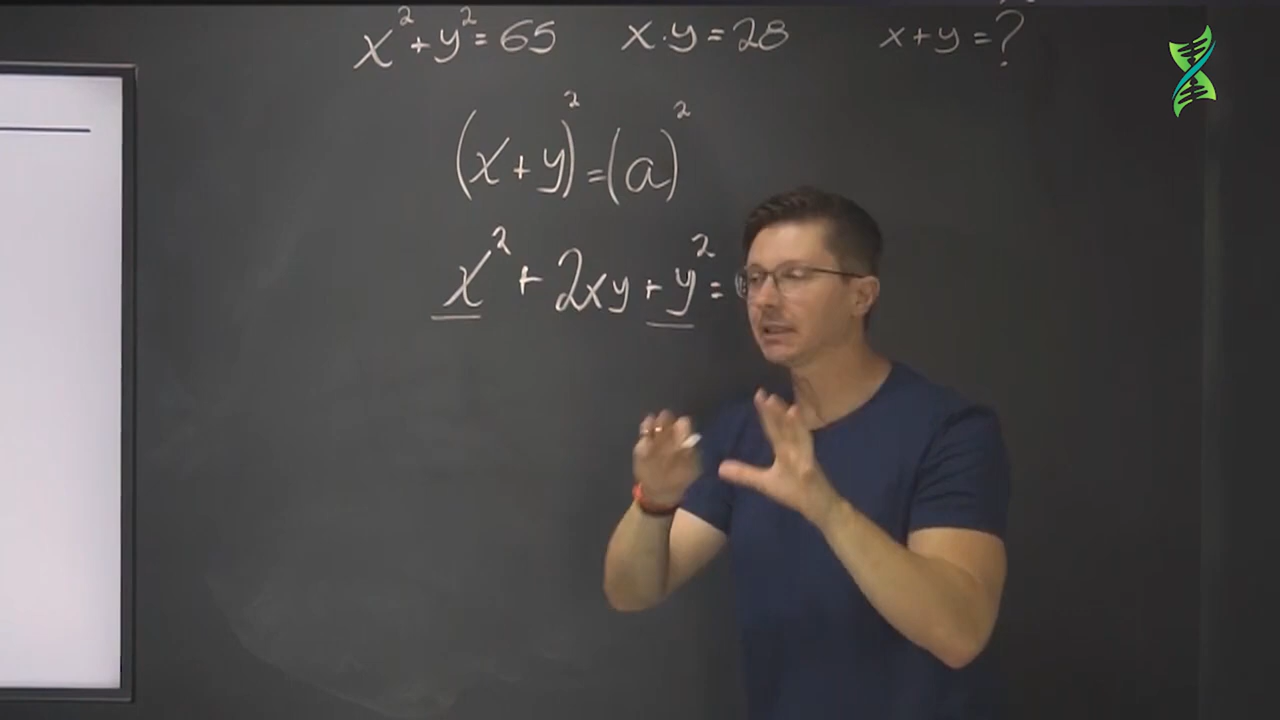 x² + y² = 65 x · y = 28 x + y = ?
(x + y)² = (a)²
x² + 2xy + y² =